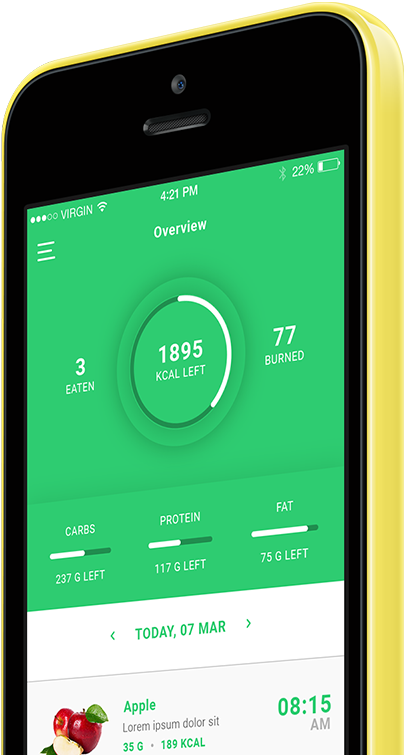 VIRGIN 4:21 PM 22%
Overview
3
EATEN
1895
KCAL LEFT
77
BURNED
CARBS
237 G LEFT
PROTEIN
117 G LEFT
FAT
75 G LEFT
‹ TODAY, 07 MAR ›
Apple
Lorem ipsum dolor sit
35 G • 189 KCAL
08:15
AM